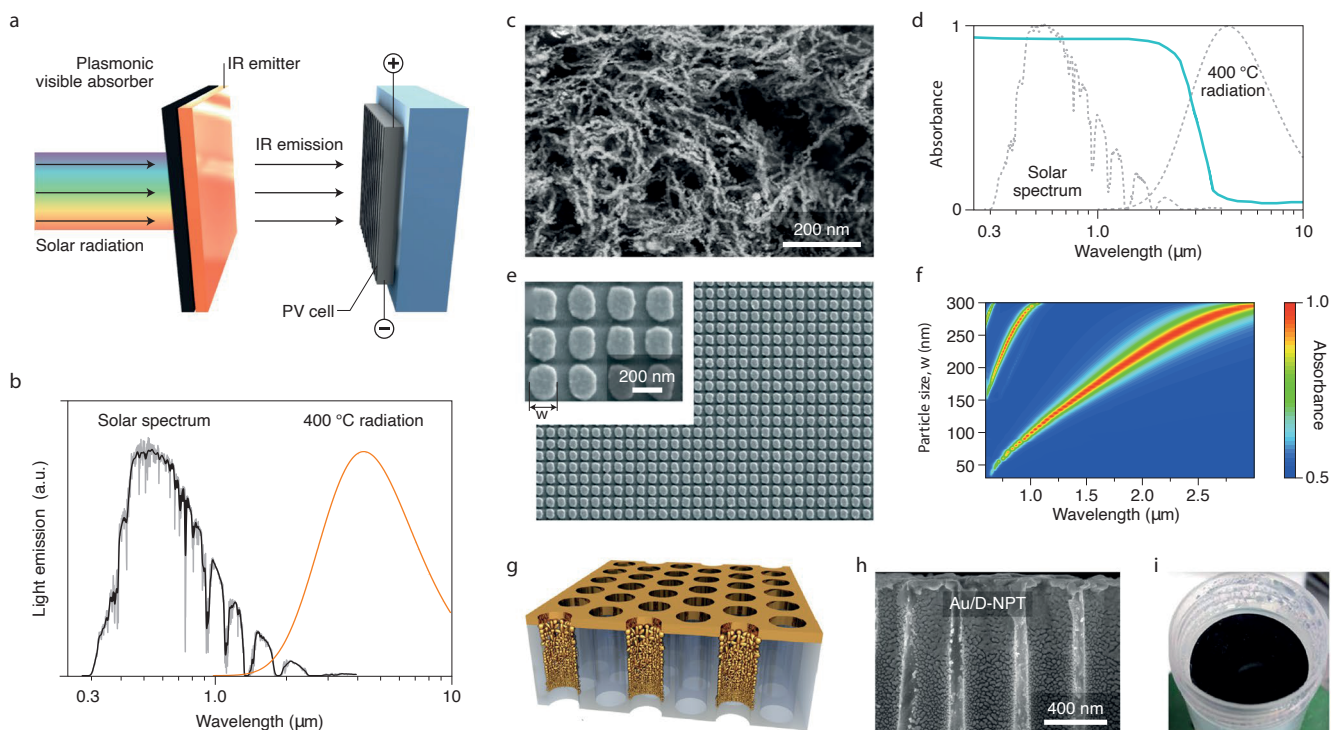 a
Plasmonic
visible absorber
IR emitter
IR emission
Solar radiation
PV cell
+
−
b
Light emission (a.u.)
Solar spectrum
400 °C radiation
0.3
1.0
10
Wavelength (µm)
c
200 nm
d
Absorbance
1
0
400 °C
radiation
Solar
spectrum
0.3
1.0
10
Wavelength (µm)
e
200 nm
w
f
Particle size, w (nm)
300
250
200
150
100
50
1.0
1.5
2.0
2.5
Wavelength (µm)
1.0
Absorbance
0.5
g
h
Au/D-NPT
400 nm
i